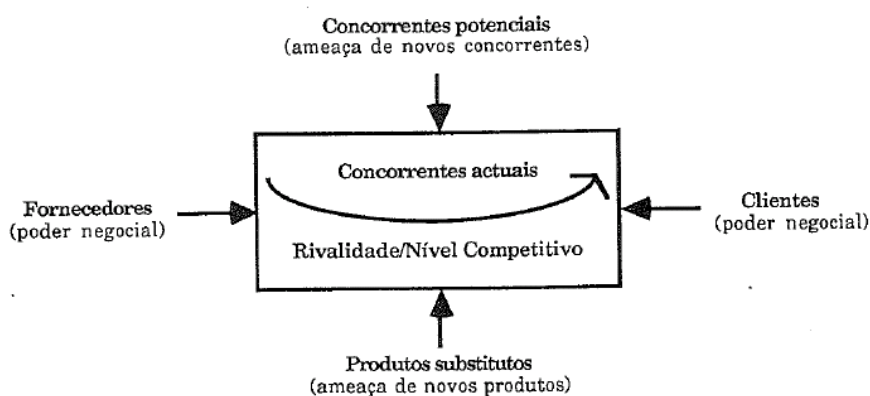 Concorrentes potenciais
(ameaça de novos concorrentes)
Concorrentes actuais
Fornecedores
(poder negocial)
Clientes
(poder negocial)
Rivalidade/Nível Competitivo
Produtos substitutos
(ameaça de novos produtos)